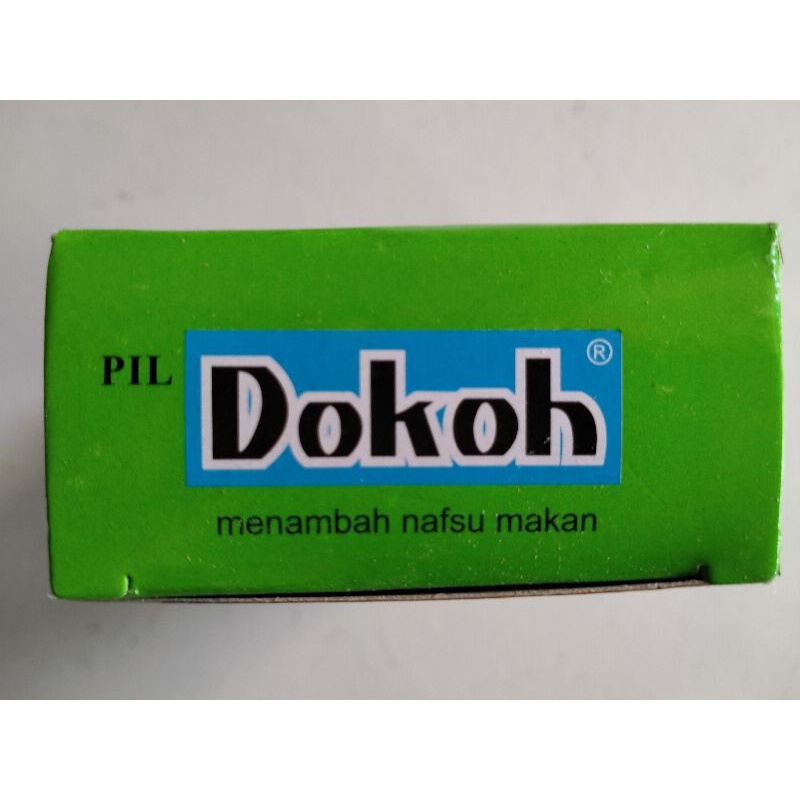 PIL Dokoh ®
menambah nafsu makan